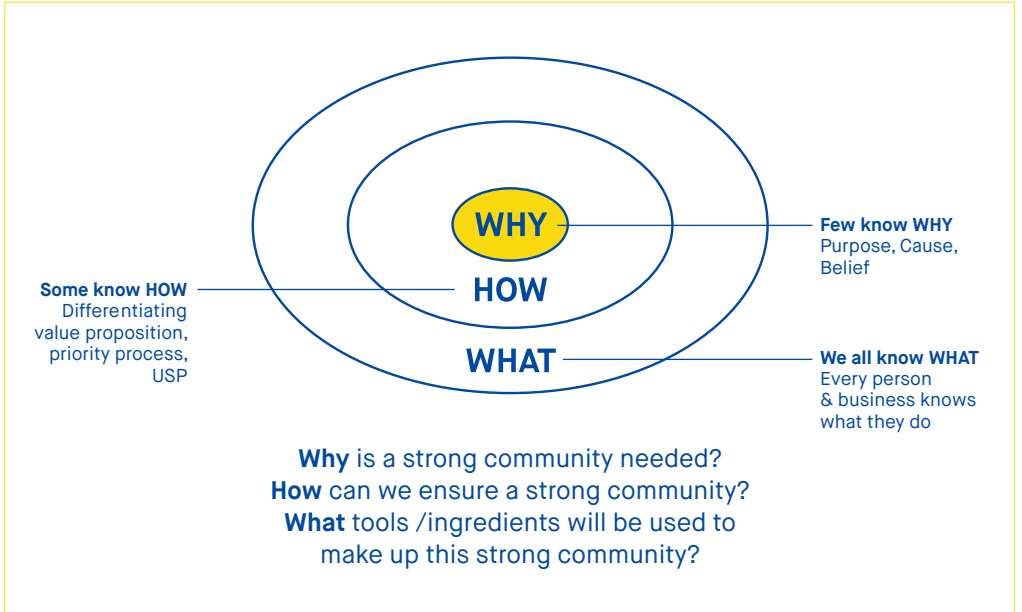 WHY
HOW
WHAT
Few know WHY
Purpose, Cause,
Belief
Some know HOW
Differentiating
value proposition,
priority process,
USP
We all know WHAT
Every person
& business knows
what they do
Why is a strong community needed?
How can we ensure a strong community?
What tools /ingredients will be used to
make up this strong community?